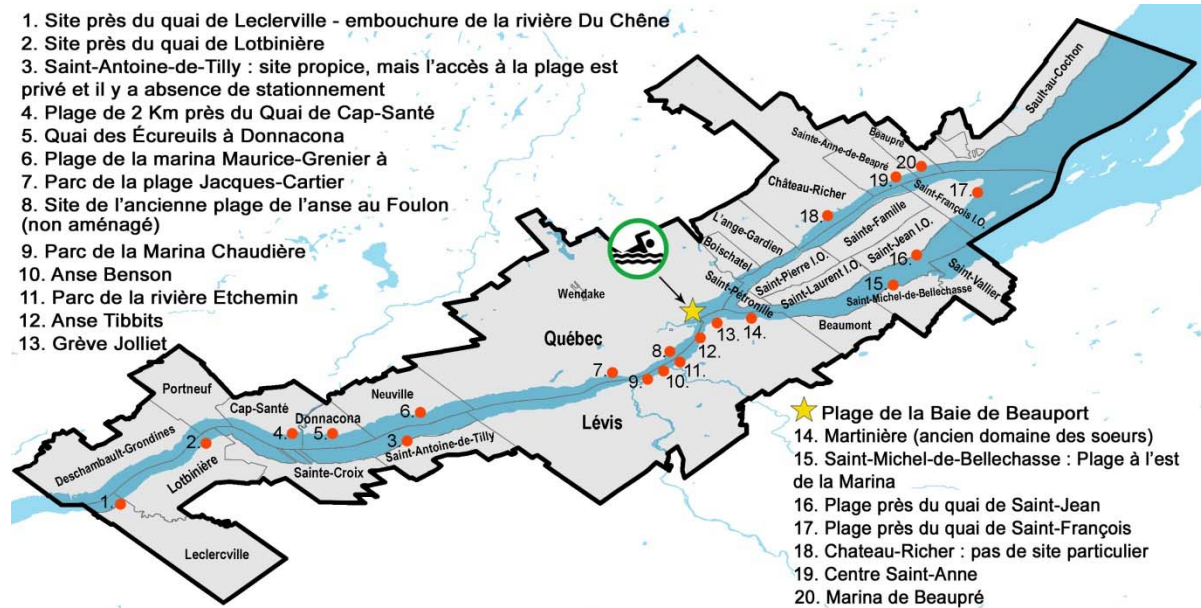 1. Site près du quai de Leclerville - embouchure de la rivière Du Chêne
2. Site près du quai de Lotbinière
3. Saint-Antoine-de-Tilly : site propice, mais l'accès à la plage est
privé et il y a absence de stationnement
4. Plage de 2 Km près du Quai de Cap-Santé
5. Quai des Écureuils à Donnacona
6. Plage de la marina Maurice-Grenier à
7. Parc de la plage Jacques-Cartier
8. Site de l'ancienne plage de l'anse au Foulon
(non aménagé)
9. Parc de la Marina Chaudière
10. Anse Benson
11. Parc de la rivière Etchemin
12. Anse Tibbits
13. Grève Jolliet
Sault-au-Cochon
Beaupré
Sainte-Anne-de-Beapré
20.
19.
17.
Château-Richer
Saint-François I.O.
18.
Sainte-Famille
L'ange-Gardien
Saint-Jean I.O.
Boischatel
16.
Saint-Pierre I.O.
Saint-Laurent I.O.
Saint-Vallier
Saint-Pétronille
15.
Saint-Michel-de-Bellechasse
Wendake
Beaumont
13.
14.
Québec
12.
8.
11.
7.
9.
10.
Portneuf
Neuville
Cap-Santé
Donnacona
6.
Lévis
4.
5.
3.
Saint-Antoine-de-Tilly
Deschambault-Grondines
2.
Lotbinière
Sainte-Croix
1.
Leclercville
Plage de la Baie de Beauport
14. Martinière (ancien domaine des soeurs)
15. Saint-Michel-de-Bellechasse : Plage à l'est
de la Marina
16. Plage près du quai de Saint-Jean
17. Plage près du quai de Saint-François
18. Chateau-Richer : pas de site particulier
19. Centre Saint-Anne
20. Marina de Beaupré